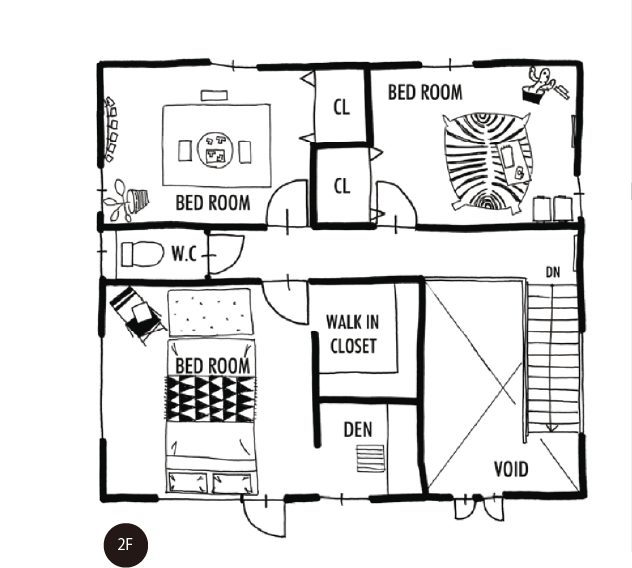 CL
BED ROOM
CL
BED ROOM
W.C
DN
WALK IN
CLOSET
BED ROOM
DEN
VOID
2F